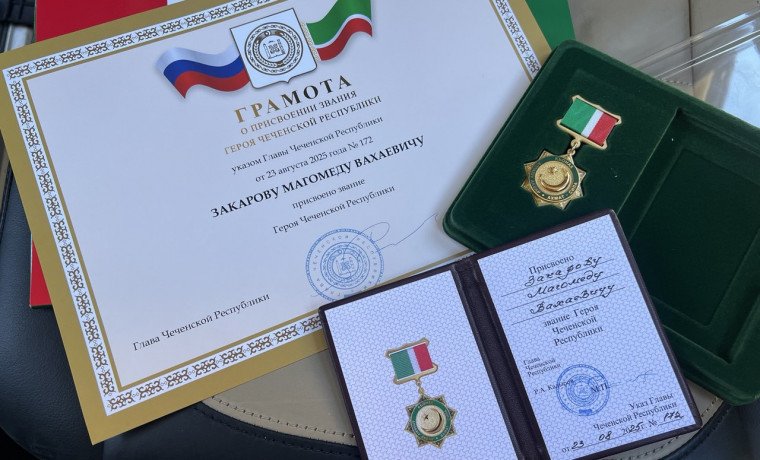 ГРАМОТА
О ПРИСВОЕНИИ ЗВАНИЯ
ГЕРОЯ ЧЕЧЕНСКОЙ РЕСПУБЛИКИ
указом Главы Чеченской Республики
от 23 августа 2025 года № 172
ЗАКАРОВУ МАГОМЕДУ ВАХАЕВИЧУ
присвоено звание
Героя Чеченской Республики
Глава Чеченской Республики
Присвоено
Закарову
Магомеду
Вахаевичу
звание Героя
Чеченской
Республики
Глава
Чеченской
Республики
Р.А.
Указ Главы
Чеченской Республики
от 23 08 2025 г. №